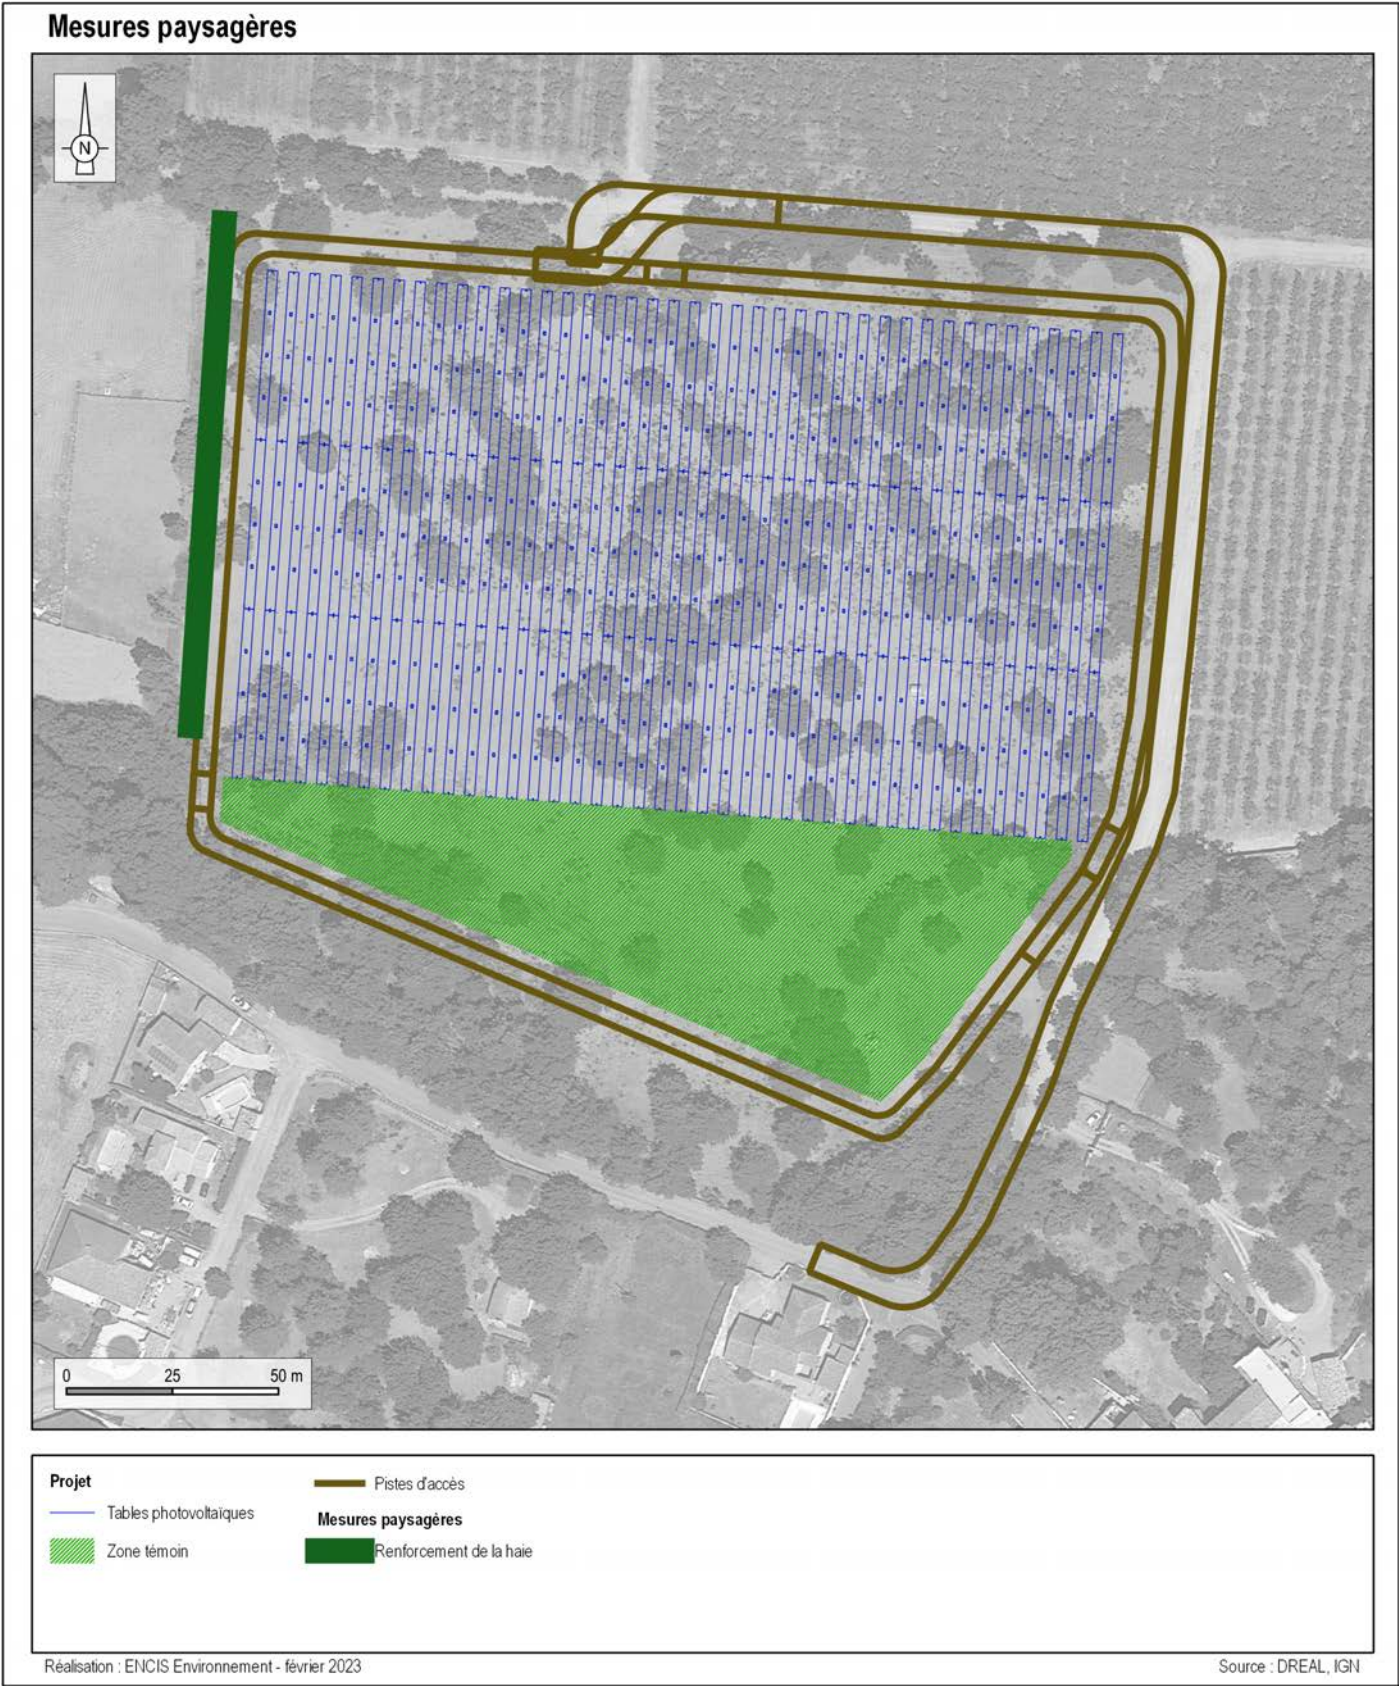 Mesures paysagères
N
0 25 50 m
Projet
Tables photovoltaïques
Zone témoin
Pistes d'accès
Mesures paysagères
Renforcement de la haie
Réalisation : ENCIS Environnement - février 2023
Source : DREAL, IGN